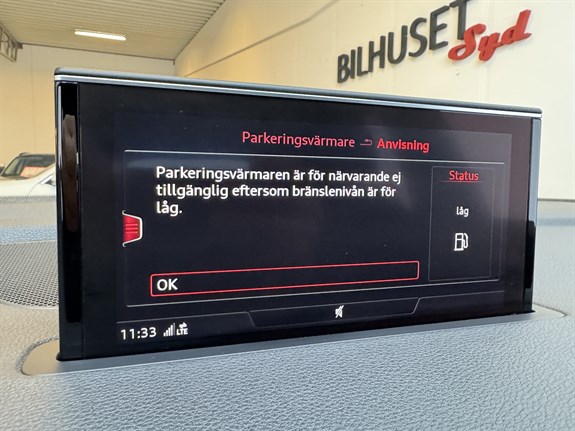 BILHUSET
Syd
Parkeringsvärmare Anvisning
Parkeringsvärmaren är för närvarande ej
tillgänglig eftersom bränslenivån är för
låg.
Status
låg
OK
11:33 LTE